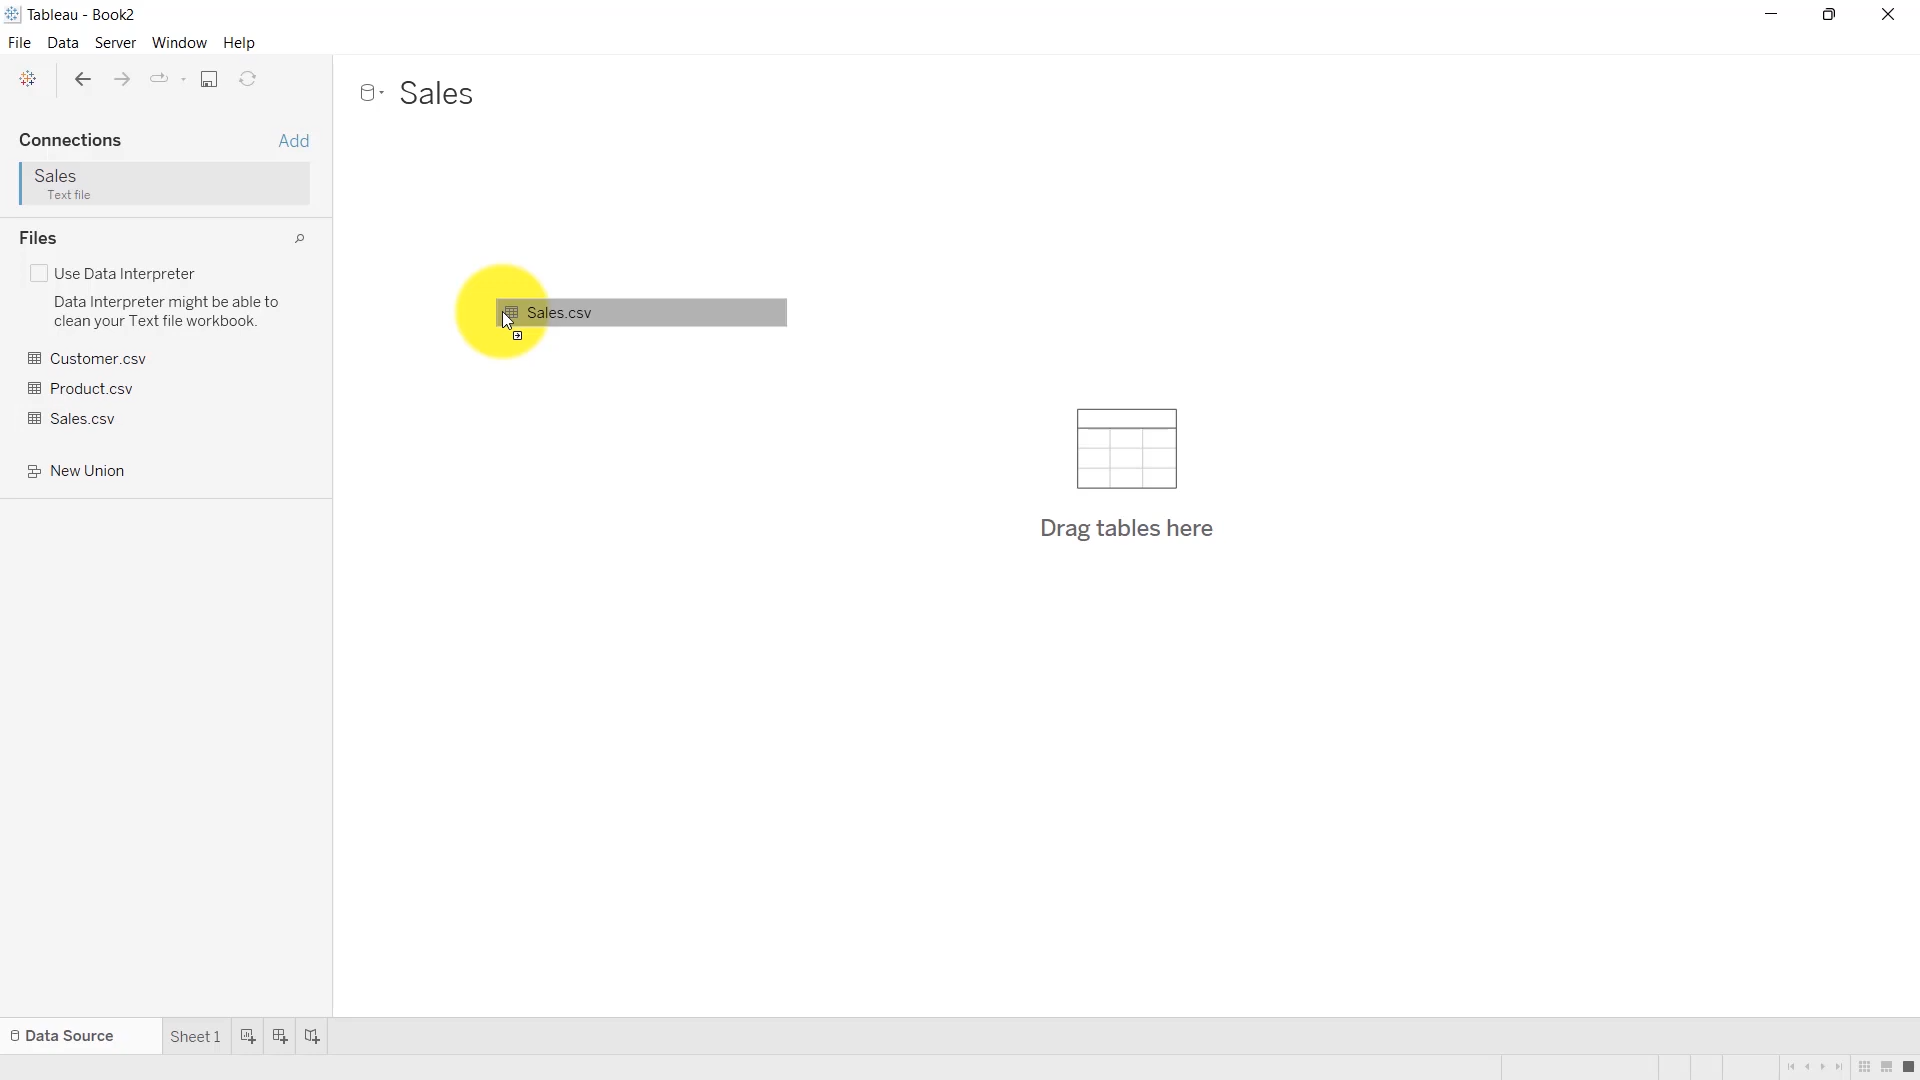 Tableau - Book2
File Data Server Window Help
Sales
Connections Add
Sales
Text file
Files
Use Data Interpreter
Data Interpreter might be able to
clean your Text file workbook.
Sales.csv
Customer.csv
Product.csv
Sales.csv
New Union
Drag tables here
Data Source Sheet 1